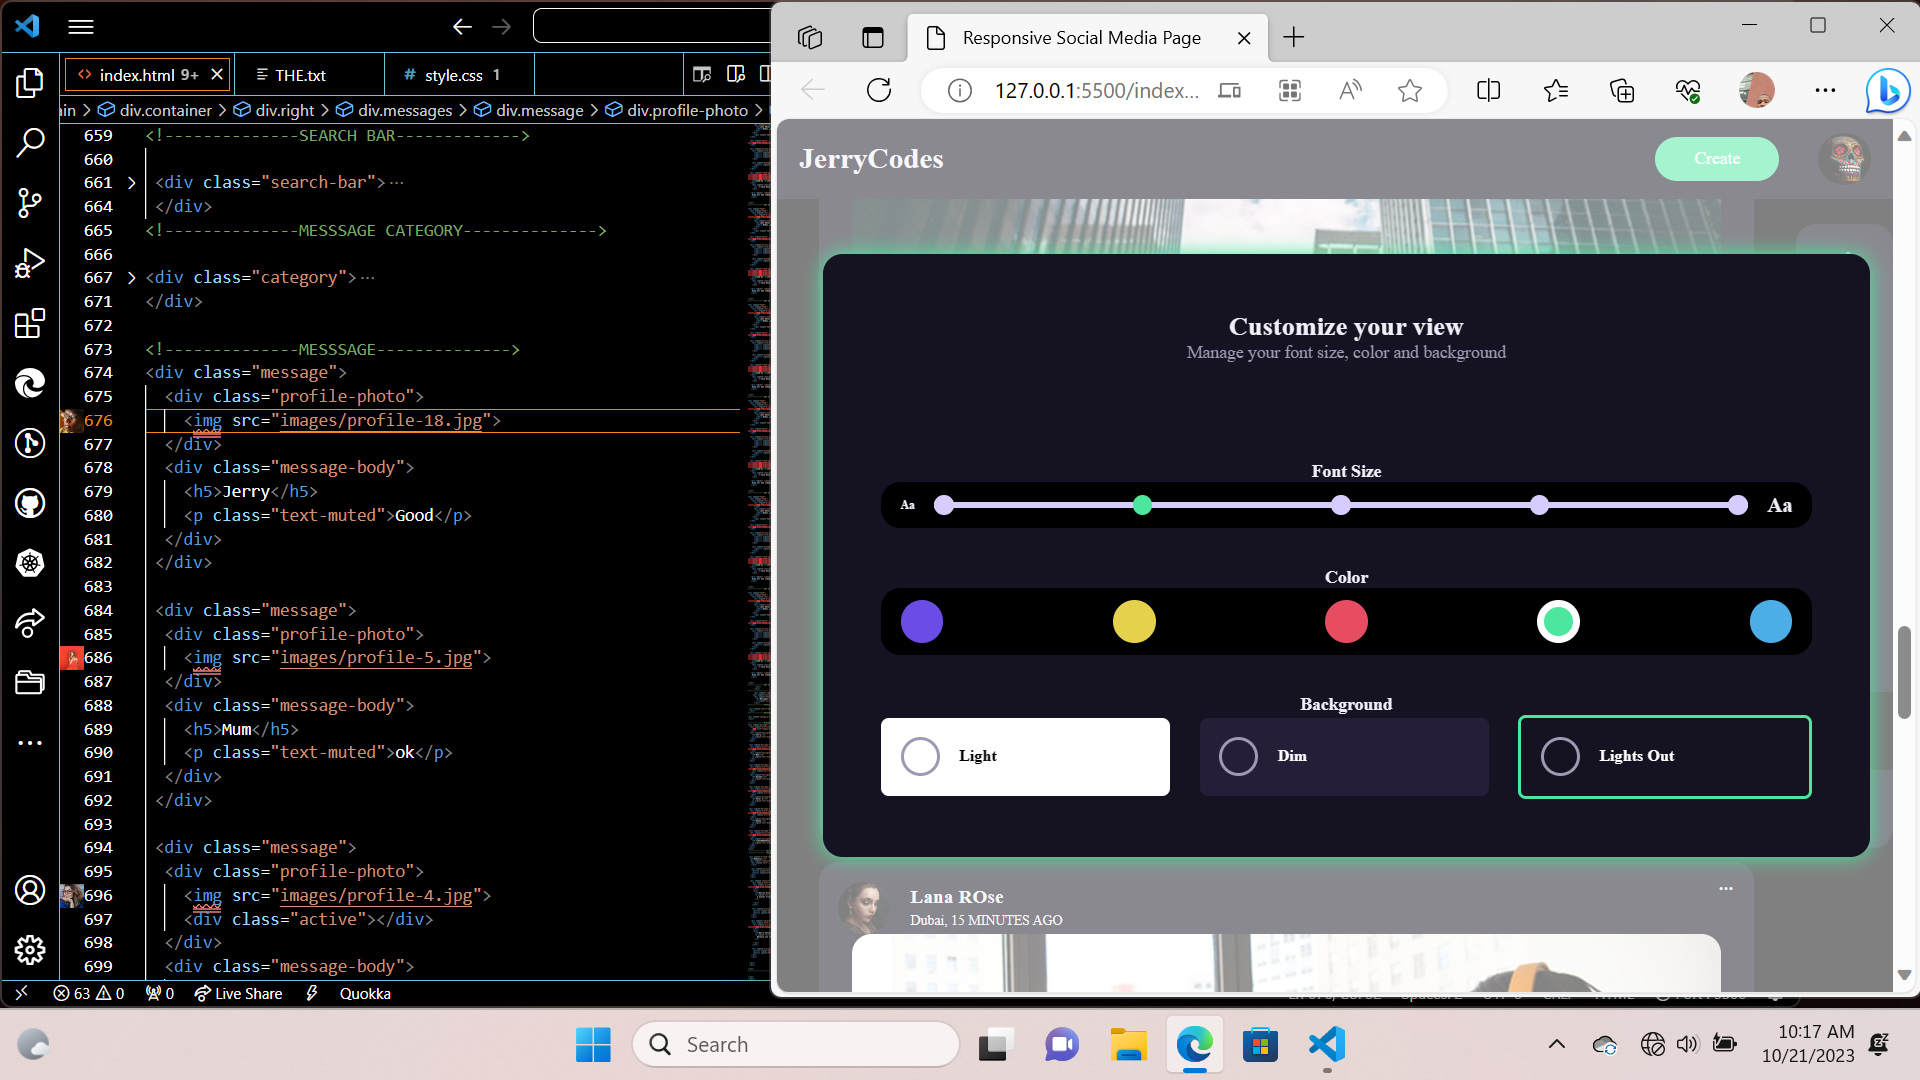 index.html 9+
THE.txt
style.css 1
ain > div.container > div.right > div.messages > div.message > div.profile-photo >
659 <!--------------SEARCH BAR------------->
660
661 <div class="search-bar">…
664 </div>
665 <!--------------MESSSAGE CATEGORY-------------->
666
667 <div class="category">…
671 </div>
672
673 <!--------------MESSSAGE-------------->
674 <div class="message">
675 <div class="profile-photo">
676 <img src="images/profile-18.jpg">
677 </div>
678 <div class="message-body">
679 <h5>Jerry</h5>
680 <p class="text-muted">Good</p>
681 </div>
682 </div>
683
684 <div class="message">
685 <div class="profile-photo">
686 <img src="images/profile-5.jpg">
687 </div>
688 <div class="message-body">
689 <h5>Mum</h5>
690 <p class="text-muted">ok</p>
691 </div>
692 </div>
693
694 <div class="message">
695 <div class="profile-photo">
696 <img src="images/profile-4.jpg">
697 <div class="active"></div>
698 </div>
699 <div class="message-body">
63 0 0 Live Share Quokka
Responsive Social Media Page
127.0.0.1:5500/index...
JerryCodes
Create
Customize your view
Manage your font size, color and background
Font Size
Aa Aa
Color
Background
Light Dim Lights Out
Lana ROse
Dubai, 15 MINUTES AGO
Search
10:17 AM
10/21/2023